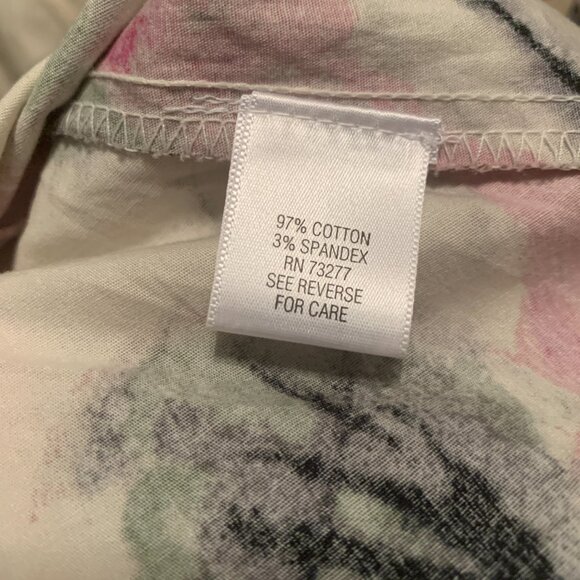 97% COTTON
3% SPANDEX
RN 73277
SEE REVERSE
FOR CARE